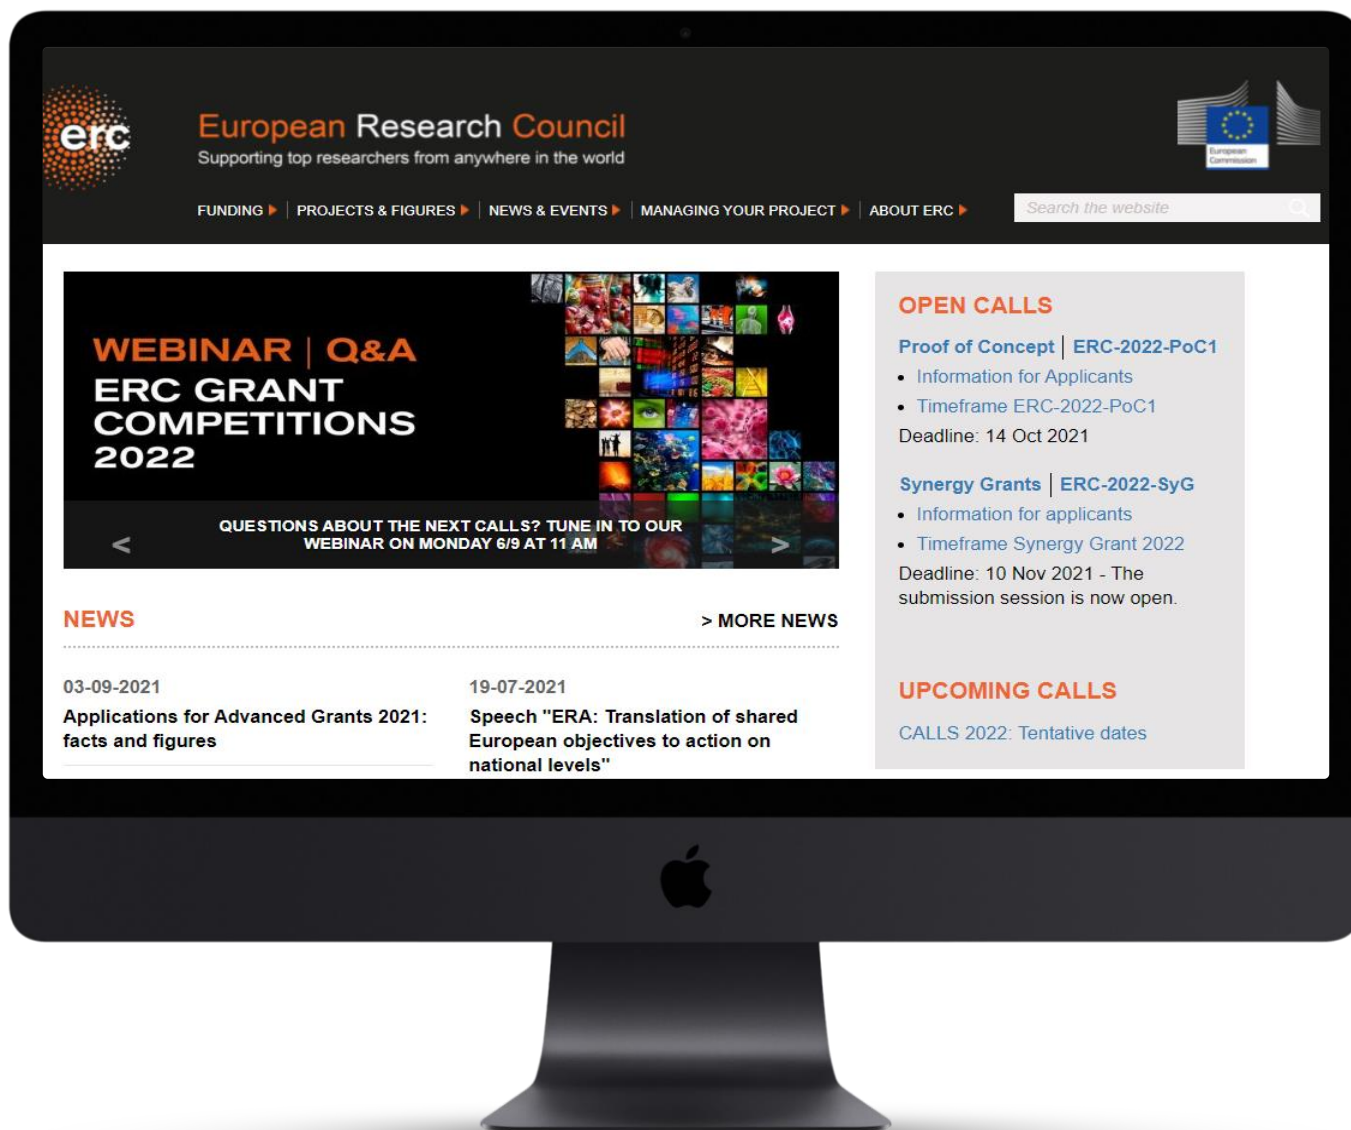 erc
European Research Council
Supporting top researchers from anywhere in the world
European
Commission
FUNDING | PROJECTS & FIGURES | NEWS & EVENTS | MANAGING YOUR PROJECT | ABOUT ERC
Search the website
WEBINAR | Q&A
ERC GRANT
COMPETITIONS
2022
< QUESTIONS ABOUT THE NEXT CALLS? TUNE IN TO OUR
WEBINAR ON MONDAY 6/9 AT 11 AM >
NEWS
> MORE NEWS
03-09-2021
Applications for Advanced Grants 2021:
facts and figures
19-07-2021
Speech "ERA: Translation of shared
European objectives to action on
national levels"
OPEN CALLS
Proof of Concept | ERC-2022-PoC1
• Information for Applicants
• Timeframe ERC-2022-PoC1
Deadline: 14 Oct 2021
Synergy Grants | ERC-2022-SyG
• Information for applicants
• Timeframe Synergy Grant 2022
Deadline: 10 Nov 2021 - The
submission session is now open.
UPCOMING CALLS
CALLS 2022: Tentative dates